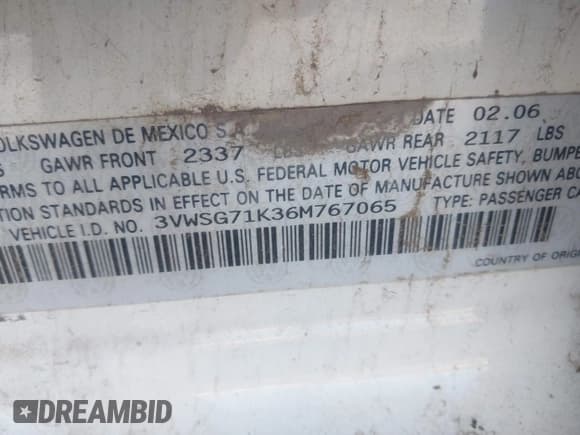 OLKSWAGEN DE MEXICO S.A. DATE 02.06
GAWR FRONT 2337 GAWR REAR 2117 LBS
RMS TO ALL APPLICABLE U.S. FEDERAL MOTOR VEHICLE SAFETY, BUMPE
TION STANDARDS IN EFFECT ON THE DATE OF MANUFACTURE SHOWN ABO
VEHICLE I.D. NO. 3VWSG71K36M767065 TYPE: PASSENGER CA
COUNTRY OF ORIGI
DREAMBID